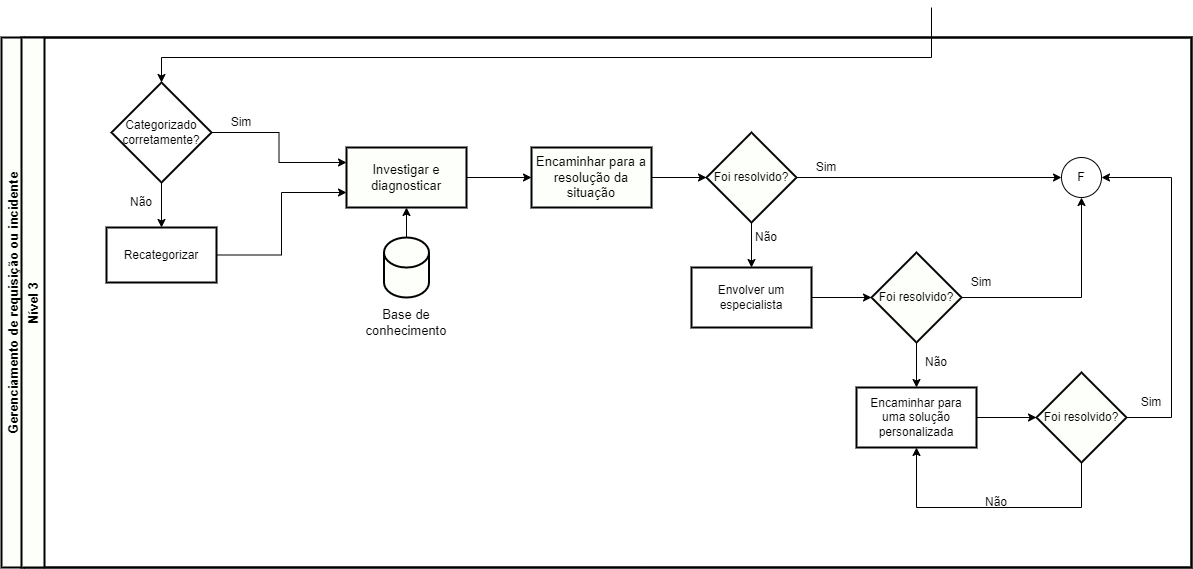 Gerenciamento de requisição ou incidente
Nível 3
Categorizado
corretamente?
Sim
Não
Recategorizar
Investigar e
diagnosticar
Base de
conhecimento
Encaminhar para a
resolução da
situação
Foi resolvido?
Sim
Não
F
Envolver um
especialista
Foi resolvido?
Sim
Não
Encaminhar para
uma solução
personalizada
Foi resolvido?
Sim
Não